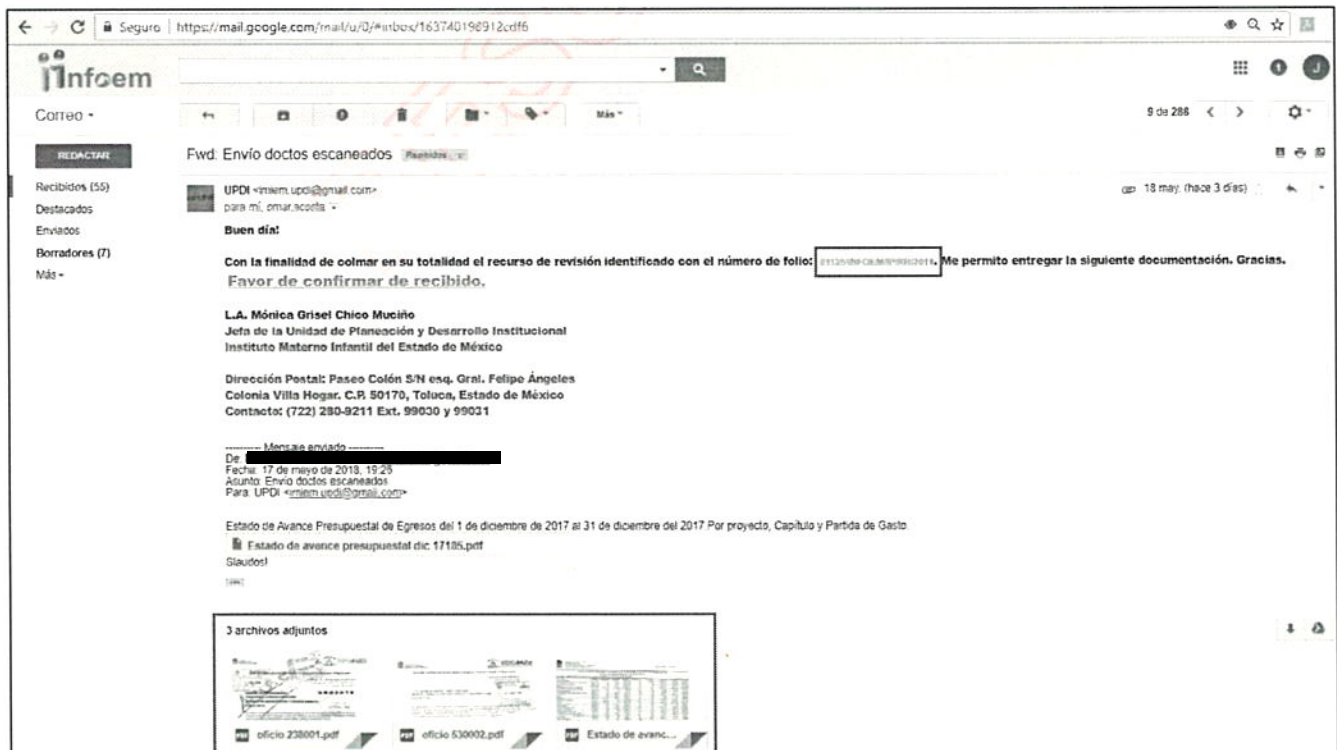 Seguro https://mail.google.com/mail/u/0/#inbox/163740198912cdf6
infoem
Correo
Más
9 de 286
REDACTAR
Fwd: Envío doctos escaneados Recibidos
Recibidos (55)
Destacados
Enviados
Borradores (7)
Más
UPDI <imiem.updi@gmail.com>
18 may. (hace 3 días)
para mí, omar.acosta
Buen día!
Con la finalidad de colmar en su totalidad el recurso de revisión identificado con el número de folio: Me permito entregar la siguiente documentación. Gracias.
Favor de confirmar de recibido.
L.A. Mónica Grisel Chico Muciño
Jefa de la Unidad de Planeación y Desarrollo Institucional
Instituto Materno Infantil del Estado de México
Dirección Postal: Paseo Colón S/N esq. Gral. Felipe Ángeles
Colonia Villa Hogar. C.P. 50170, Toluca, Estado de México
Contacto: (722) 280-9211 Ext. 99030 y 99031
---------- Mensaje enviado ----------
De:
Fecha: 17 de mayo de 2018, 19:25
Asunto: Envío doctos escaneados
Para: UPDI <imiem.updi@gmail.com>
Estado de Avance Presupuestal de Egresos del 1 de diciembre de 2017 al 31 de diciembre del 2017 Por proyecto, Capítulo y Partida de Gasto
Estado de avance presupuestal dic 17185.pdf
Slaudos!
3 archivos adjuntos
PDF oficio 238001.pdf
PDF oficio 530002.pdf
PDF Estado de avanc...